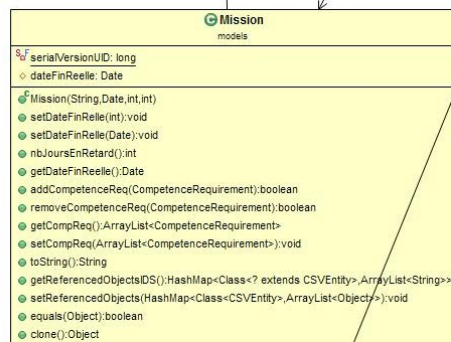 Mission
models
serialVersionUID: long
dateFinReelle: Date
Mission(String,Date,int,int)
setDateFinRelle(int):void
setDateFinRelle(Date):void
nbJoursEnRetard():int
getDateFinReelle():Date
addCompetenceReq(CompetenceRequirement):boolean
removeCompetenceReq(CompetenceRequirement):boolean
getCompReq():ArrayList<CompetenceRequirement>
setCompReq(ArrayList<CompetenceRequirement>):void
toString():String
getReferencedObjectsIDS():HashMap<Class<? extends CSVEntity>,ArrayList<String>>
setReferencedObjects(HashMap<Class<CSVEntity>,ArrayList<Object>>):void
equals(Object):boolean
clone():Object